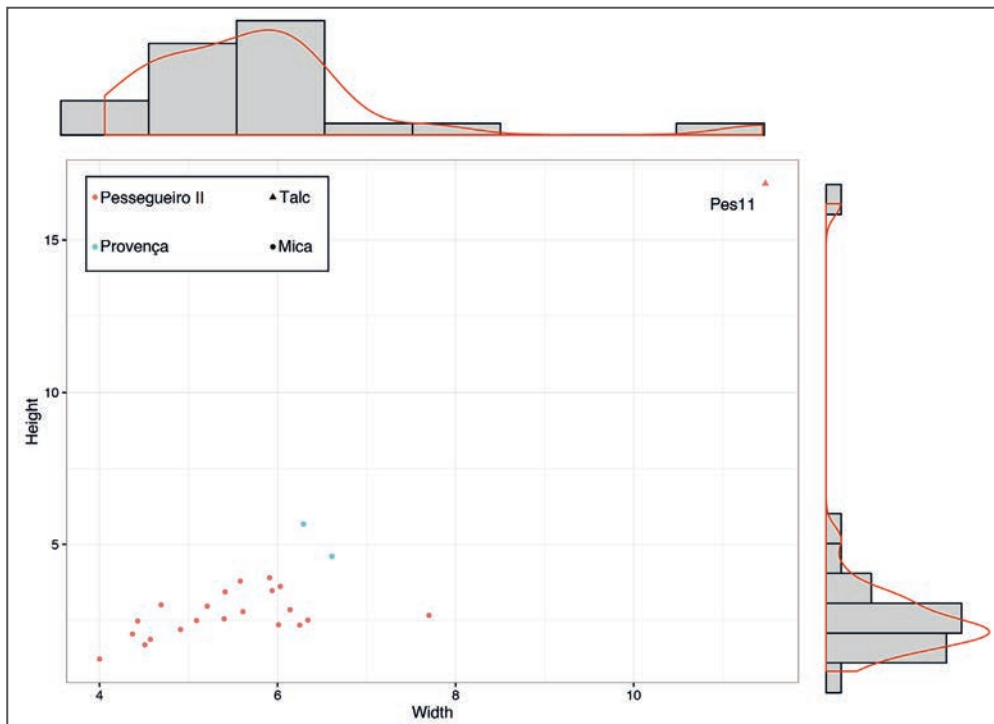 Pessegueiro II Talc
Provença Mica
Pes11
15
10
5
Height
4 6 8 10
Width